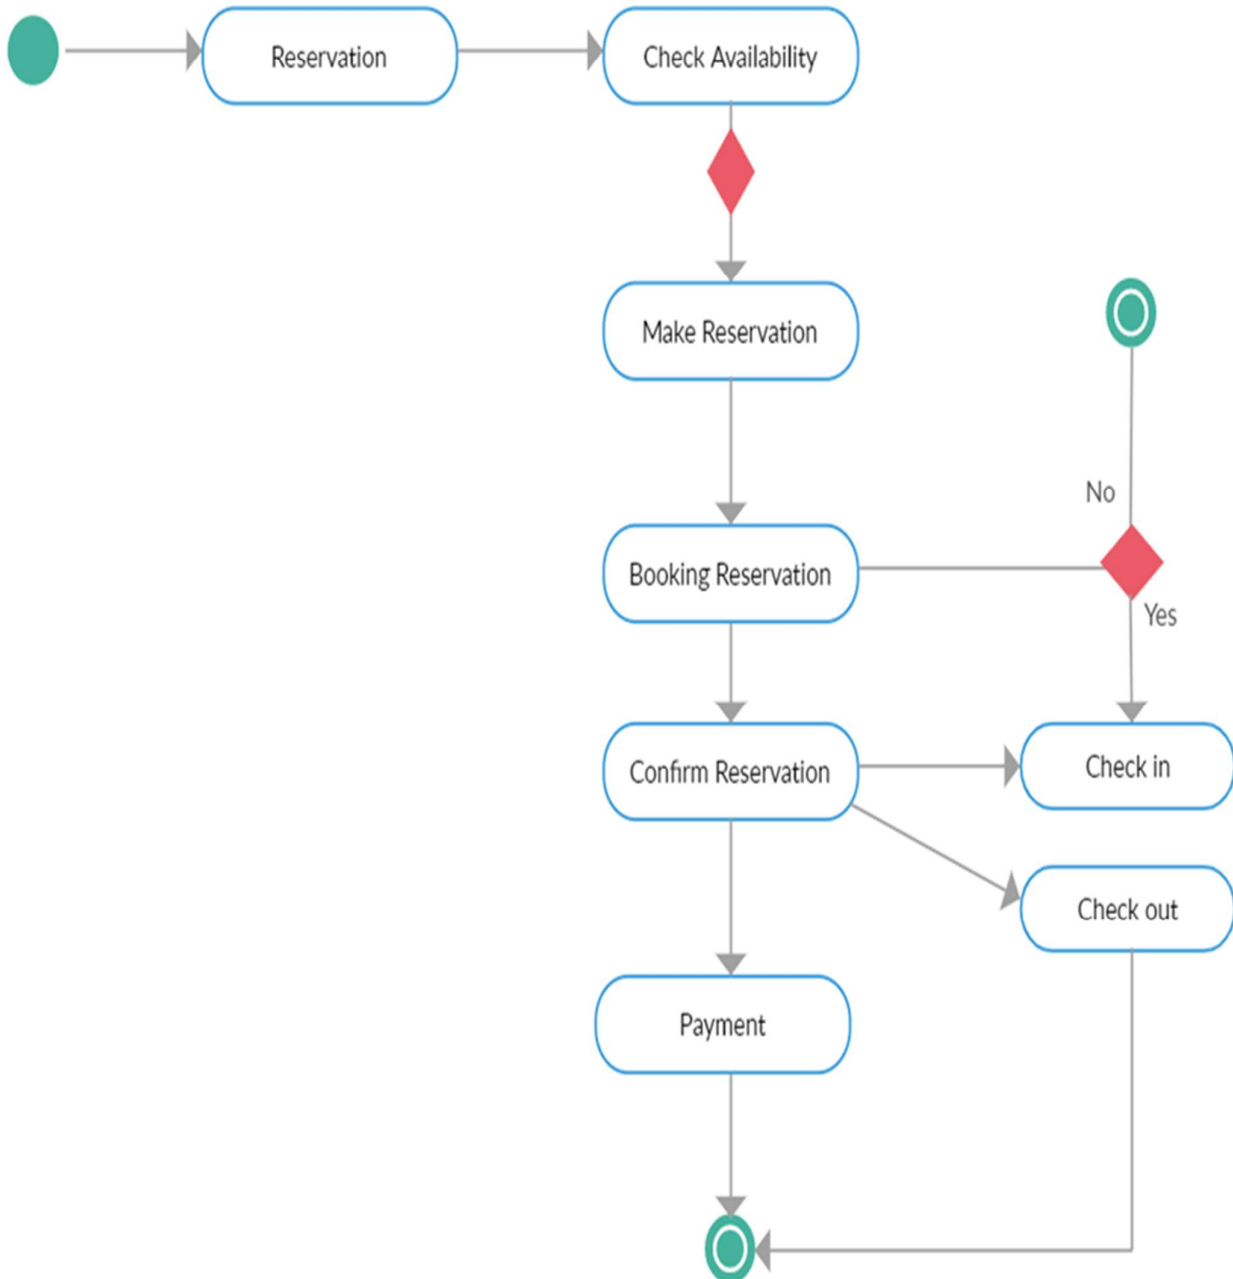 Reservation
Check Availability
Make Reservation
No
Booking Reservation
Yes
Confirm Reservation
Check in
Check out
Payment